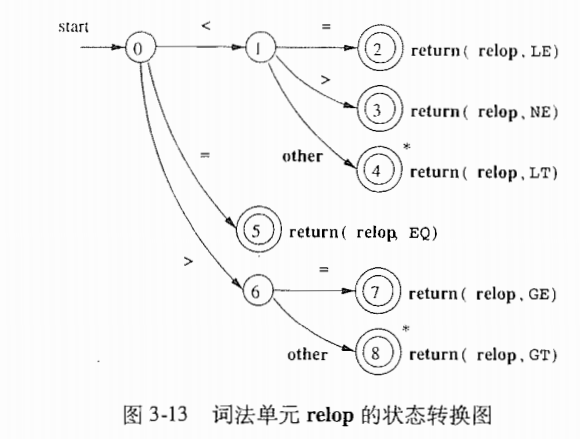 start
<
=
0
1
2
return( relop, LE)
>
3
return( relop, NE)
other
*
4
return( relop, LT)
=
5
return( relop, EQ)
>
=
6
7
return( relop, GE)
other
*
8
return( relop, GT)
图 3-13 词法单元 relop 的状态转换图